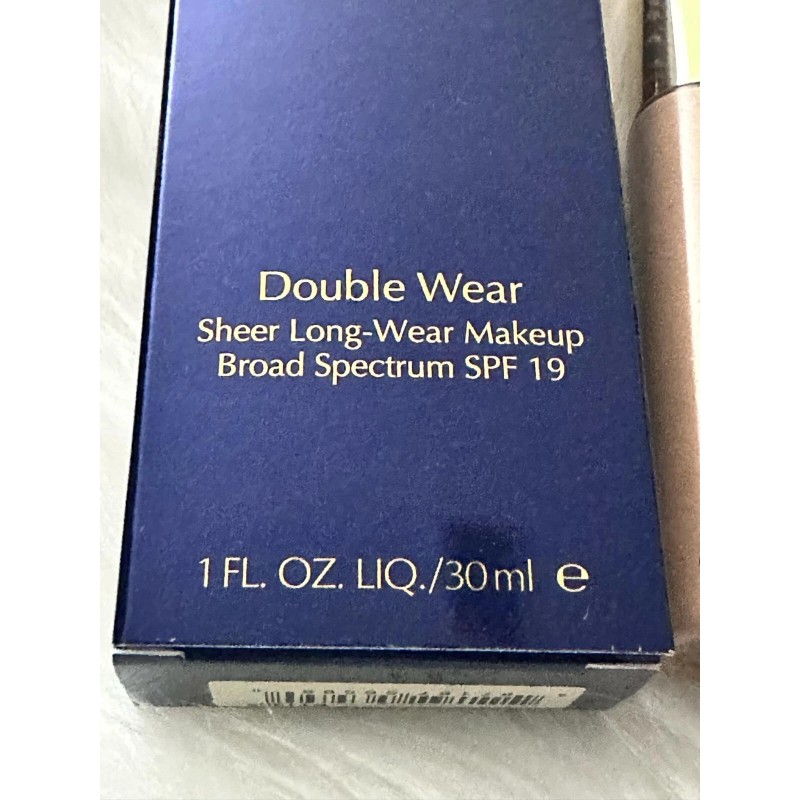 Double Wear
Sheer Long-Wear Makeup
Broad Spectrum SPF 19
1 FL. OZ. LIQ./30ml ℮